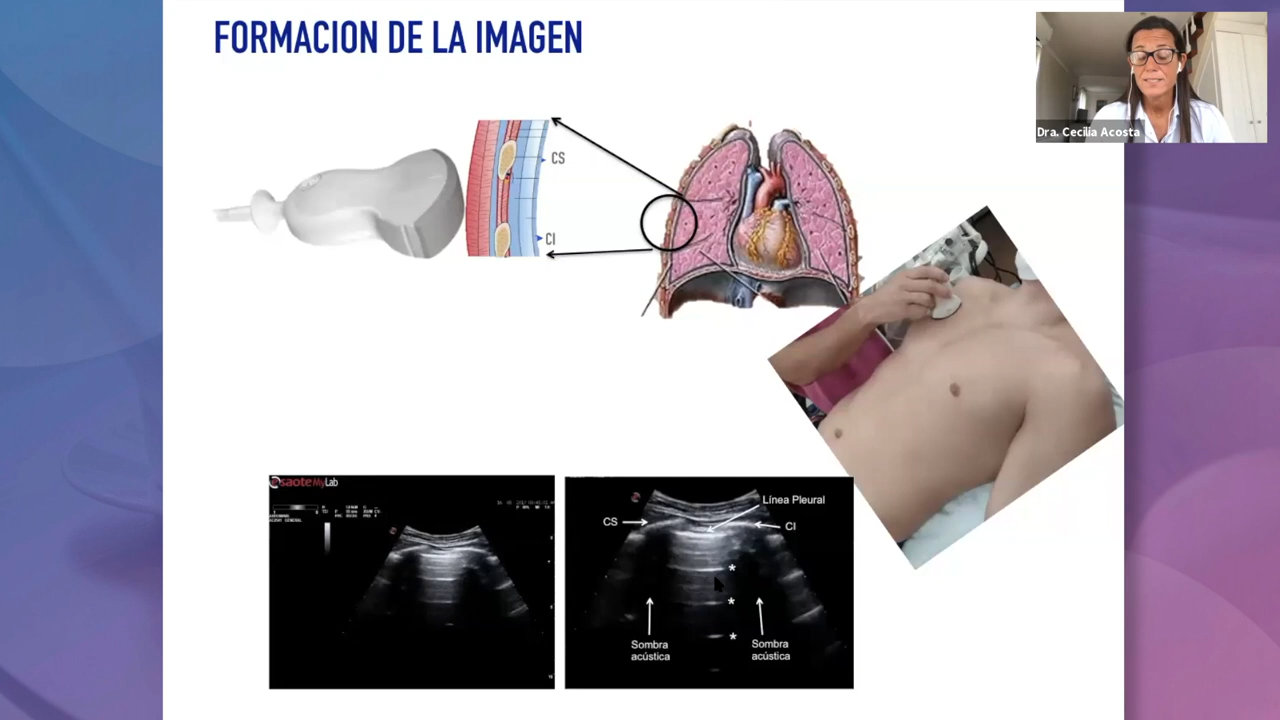 FORMACION DE LA IMAGEN
Dra. Cecilia Acosta
CS
CI
esaote MyLab
Línea Pleural
CS
CI
*
*
*
Sombra
acústica
Sombra
acústica